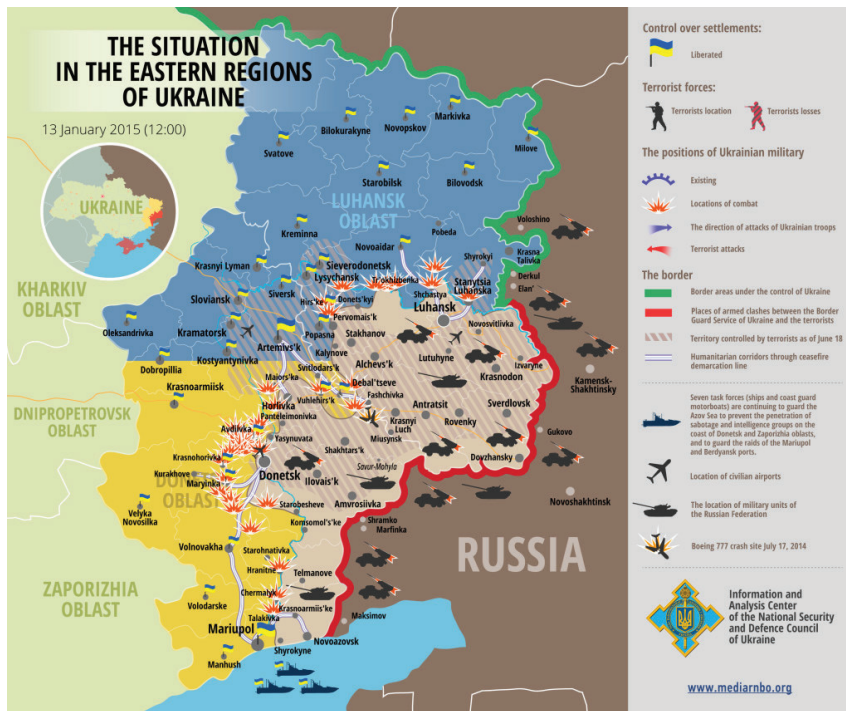 THE SITUATION
IN THE EASTERN REGIONS
OF UKRAINE
13 January 2015 (12:00)
UKRAINE
KHARKIV
OBLAST
DNIPROPETROVSK
OBLAST
ZAPORIZHIA
OBLAST
LUHANSK
OBLAST
RUSSIA
Svatove
Bilokurakyne
Novopskov
Markivka
Milove
Starobilsk
Bilovodsk
Kreminna
Novoaidar
Pobeda
Shyrokyi
Krasna
Talivka
Voloshino
Derkul
Elan'
Krasnyi Lyman
Sieverodonetsk
Lysychansk
Sloviansk
Siversk
Hirs'ke
Donets'kyi
Shchastya
Stanytsia
Luhanska
Oleksandrivka
Kramatorsk
Pervomais'k
Luhansk
Popasna
Stakhanov
Novosvitlivka
Artemivs'k
Kalynove
Kostyantynivka
Svitlodars'k
Alchevs'k
Lutuhyne
Izvaryne
Dobropillia
Krasnoarmiisk
Maiors'ka
Debal'tseve
Fashchivka
Krasnodon
Kamensk-
Shakhtinsky
Horlivka
Vuhlehirs'k
Panteleimonivka
Antratsit
Sverdlovsk
Krasnyi
Luch
Rovenky
Avdiivka
Yasynuvata
Miusynsk
Gukovo
Krasnohorivka
Shakhtars'k
Savur-Mohyla
Dovzhansky
Kurakhove
Maryinka
Donetsk
Ilovais'k
Amvrosiivka
Novoshakhtinsk
Velyka
Novosilka
Starobesheve
Komsomol's'ke
Shramko
Marfinka
Volnovakha
Starohnativka
Hranitne
Telmanove
Chermalyk
Volodarske
Krasnoarmiis'ke
Talakivka
Maksimov
Mariupol
Novoazovsk
Shyrokyne
Manhush
Control over settlements:
Liberated
Terrorist forces:
Terrorists location
Terrorists losses
The positions of Ukrainian military
Existing
Locations of combat
The direction of attacks of Ukrainian troops
Terrorist attacks
The border
Border areas under the control of Ukraine
Places of armed clashes between the Border
Guard Service of Ukraine and the terrorists
Territory controlled by terrorists as of June 18
Humanitarian corridors through ceasefire
demarcation line
Seven task forces (ships and coast guard
motorboats) are continuing to guard the
Azov Sea to prevent the penetration of
sabotage and intelligence groups on the
coast of Donetsk and Zaporizhia oblasts,
and to guard the raids of the Mariupol
and Berdyansk ports.
Location of civilian airports
The location of military units of
the Russian Federation
Boeing 777 crash site July 17, 2014
Information and
Analysis Center
of the National Security
and Defence Council
of Ukraine
www.mediarnbo.org